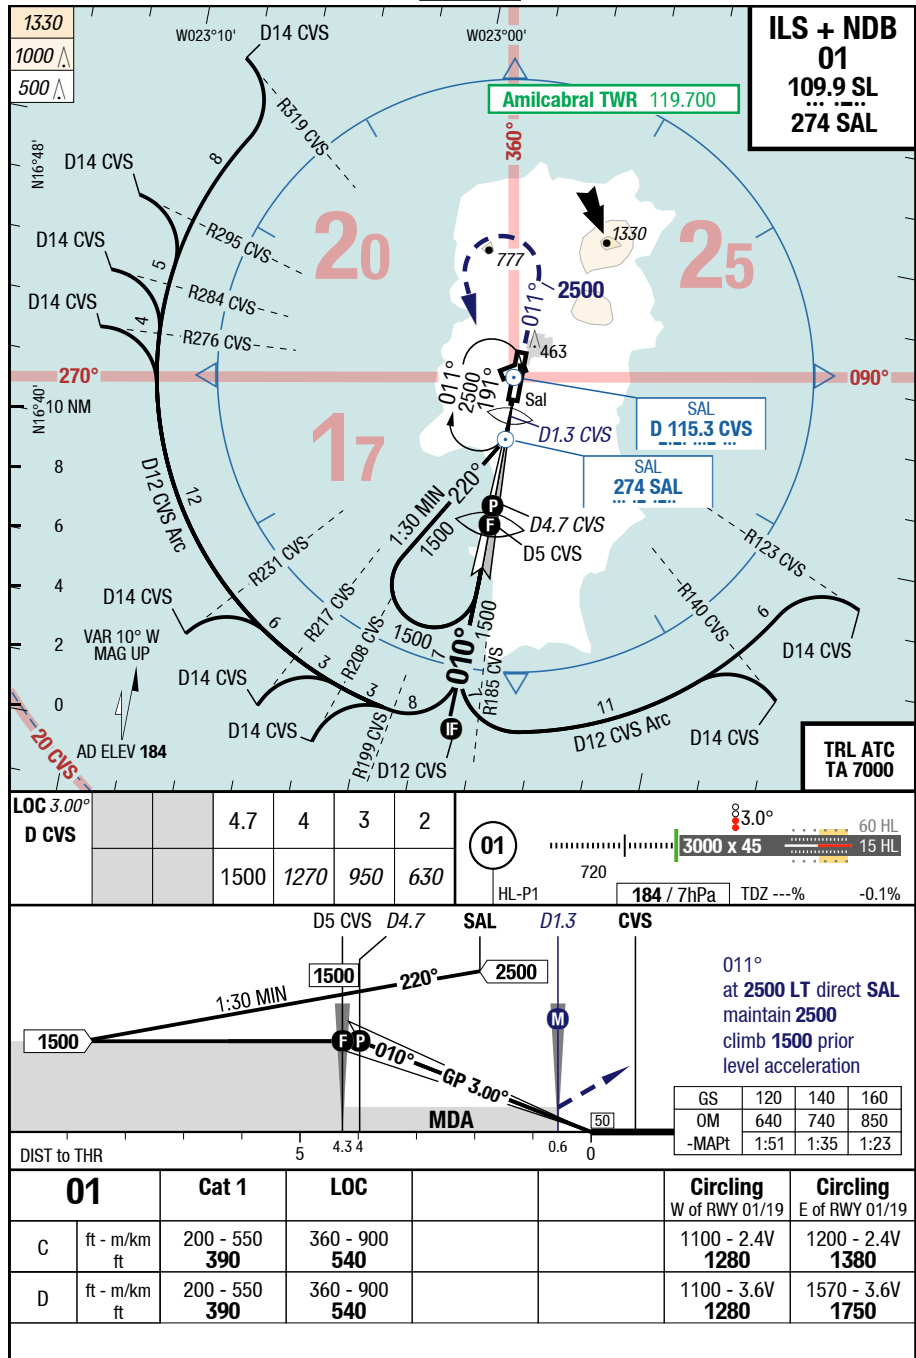 1330
1000
500
W023°10'
D14 CVS
W023°00'
ILS + NDB
01
109.9 SL
274 SAL
Amilcabral TWR 119.700
360°
R319 CVS
N16°48'
D14 CVS
8
20
25
1330
R295 CVS
D14 CVS
777
5
R284 CVS
2500
D14 CVS
4
011°
R276 CVS
463
270°
090°
011°
2500
191°
N16°40'
10 NM
Sal
SAL
D 115.3 CVS
17
D1.3 CVS
SAL
274 SAL
8
D12 CVS Arc
12
220°
1:30 MIN
1500
P
D4.7 CVS
F
D5 CVS
6
R231 CVS
R123 CVS
4
D14 CVS
R217 CVS
R140 CVS
6
VAR 10° W
MAG UP
6
1500
1500
2
R208 CVS
7
010°
D14 CVS
D14 CVS
3
R185 CVS
0
3
8
11
D14 CVS
IF
D12 CVS Arc
D14 CVS
20 CVS
AD ELEV 184
R199 CVS
D12 CVS
TRL ATC
TA 7000
LOC 3.00°
D CVS
4.7 4 3 2
1500 1270 950 630
01
3.0°
60 HL
3000 x 45
15 HL
720
HL-P1
184 / 7hPa
TDZ ---%
-0.1%
D5 CVS D4.7 SAL D1.3 CVS
1500
220°
2500
1:30 MIN
011°
at 2500 LT direct SAL
maintain 2500
climb 1500 prior
level acceleration
M
1500
F
P
010°
GP 3.00°
MDA
50
GS 120 140 160
OM 640 740 850
-MAPt 1:51 1:35 1:23
DIST to THR
5
4.3 4
0.6
0
01 Cat 1 LOC Circling Circling
W of RWY 01/19 E of RWY 01/19
C ft - m/km 200 - 550 360 - 900 1100 - 2.4V 1200 - 2.4V
ft 390 540 1280 1380
D ft - m/km 200 - 550 360 - 900 1100 - 3.6V 1570 - 3.6V
ft 390 540 1280 1750